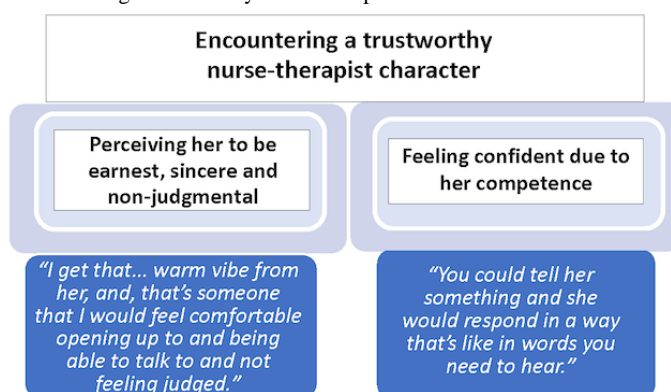 Encountering a trustworthy
nurse-therapist character
Perceiving her to be
earnest, sincere and
non-judgmental
Feeling confident due to
her competence
“I get that... warm vibe from
her, and, that’s someone
that I would feel comfortable
opening up to and being
able to talk to and not
feeling judged.”
“You could tell her
something and she
would respond in a way
that’s like in words you
need to hear.”